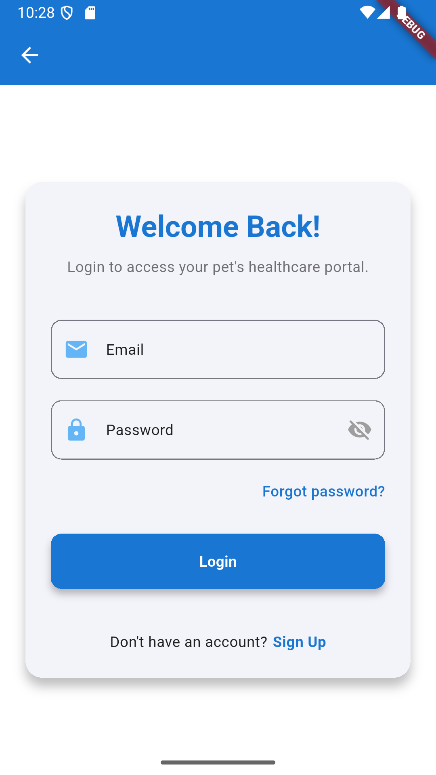 10:28
DEBUG
Welcome Back!
Login to access your pet's healthcare portal.
Email
Password
Forgot password?
Login
Don't have an account? Sign Up